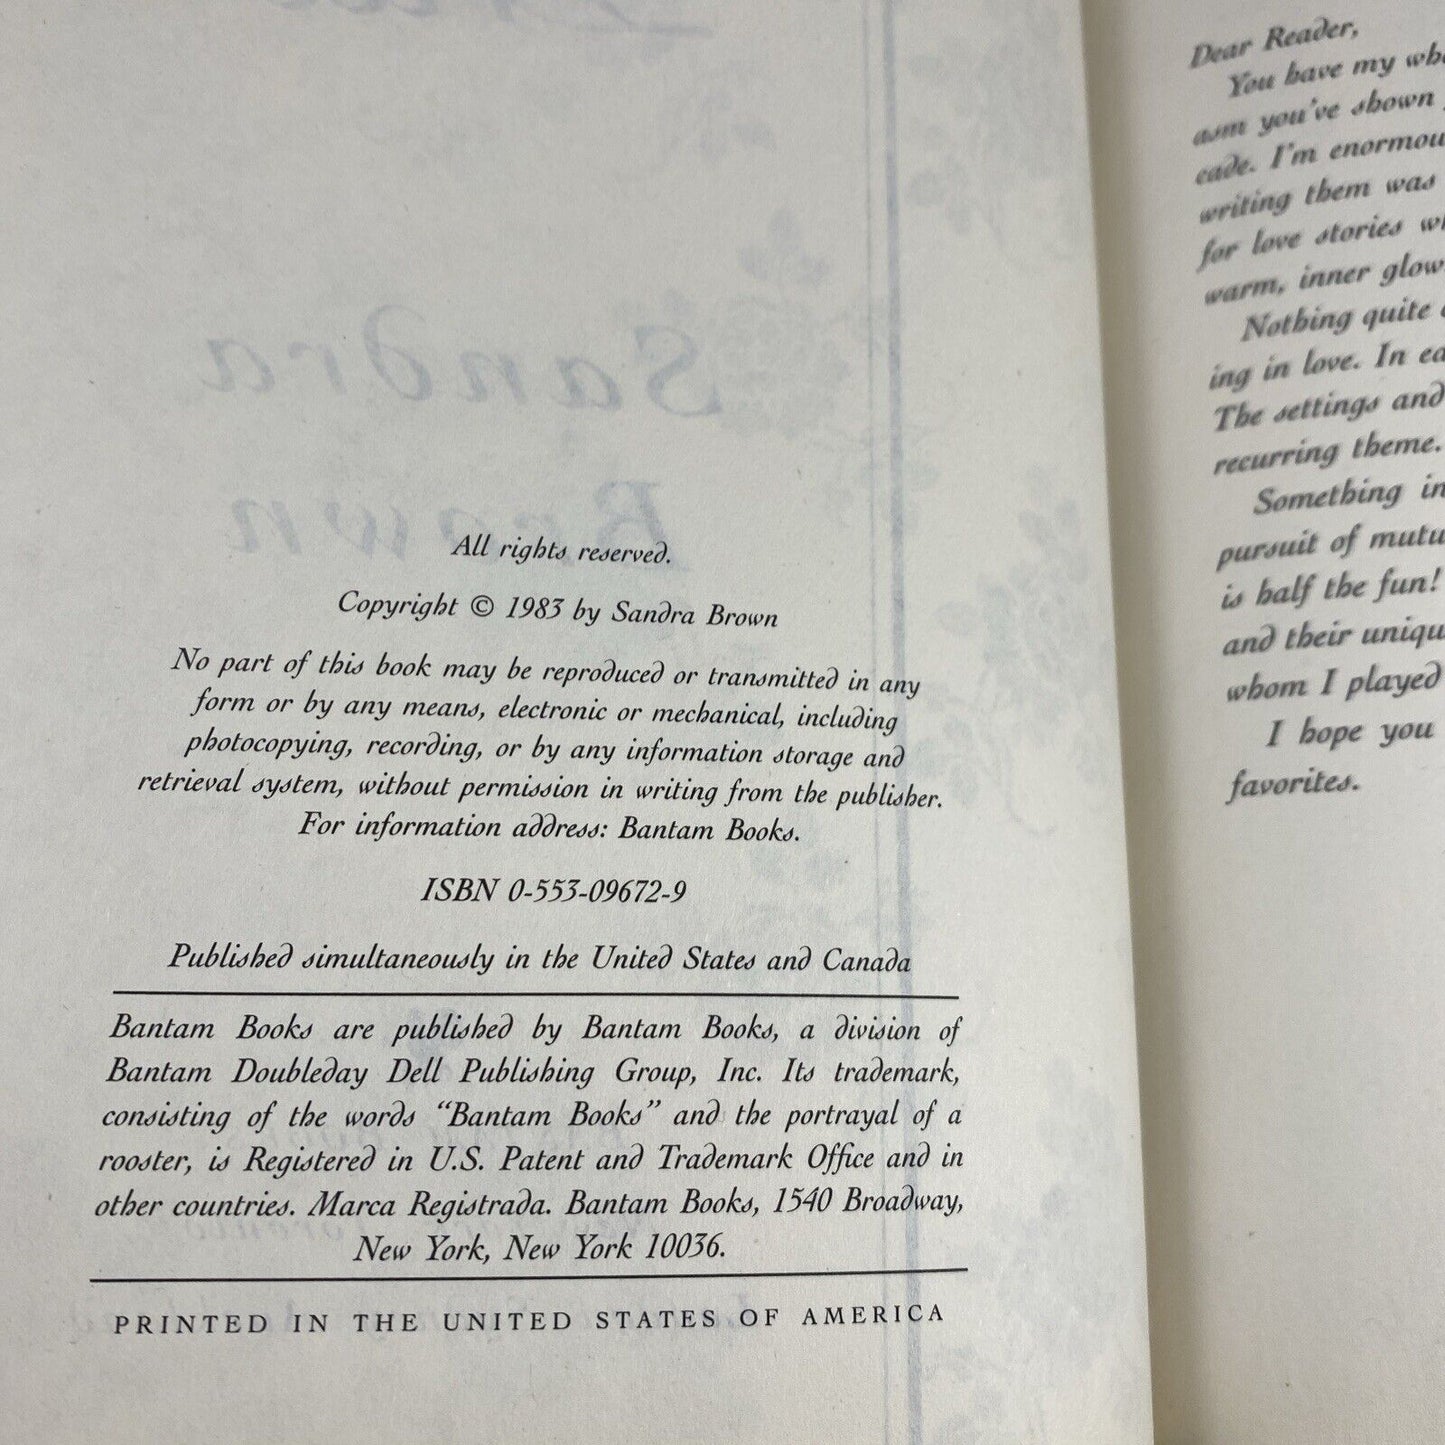 All rights reserved.
Copyright © 1983 by Sandra Brown
No part of this book may be reproduced or transmitted in any
form or by any means, electronic or mechanical, including
photocopying, recording, or by any information storage and
retrieval system, without permission in writing from the publisher.
For information address: Bantam Books.
ISBN 0-553-09672-9
Published simultaneously in the United States and Canada
Bantam Books are published by Bantam Books, a division of
Bantam Doubleday Dell Publishing Group, Inc. Its trademark,
consisting of the words “Bantam Books” and the portrayal of a
rooster, is Registered in U.S. Patent and Trademark Office and in
other countries. Marca Registrada. Bantam Books, 1540 Broadway,
New York, New York 10036.
PRINTED IN THE UNITED STATES OF AMERICA
Sandra
Brown
Dear Reader,
You have my
asm you've shown
cade. I'm
writing them was
for love stories
warm, inner glow
Nothing quite
ing in love. In
The settings and
recurring theme.
Something
pursuit of
is half the fun!
and their
whom I played
I hope you
favorites.